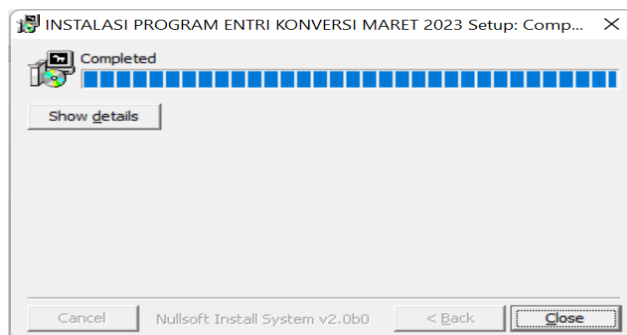 INSTALASI PROGRAM ENTRI KONVERSI MARET 2023 Setup: Comp...
Completed
Show details
Cancel Nullsoft Install System v2.0b0 < Back Close